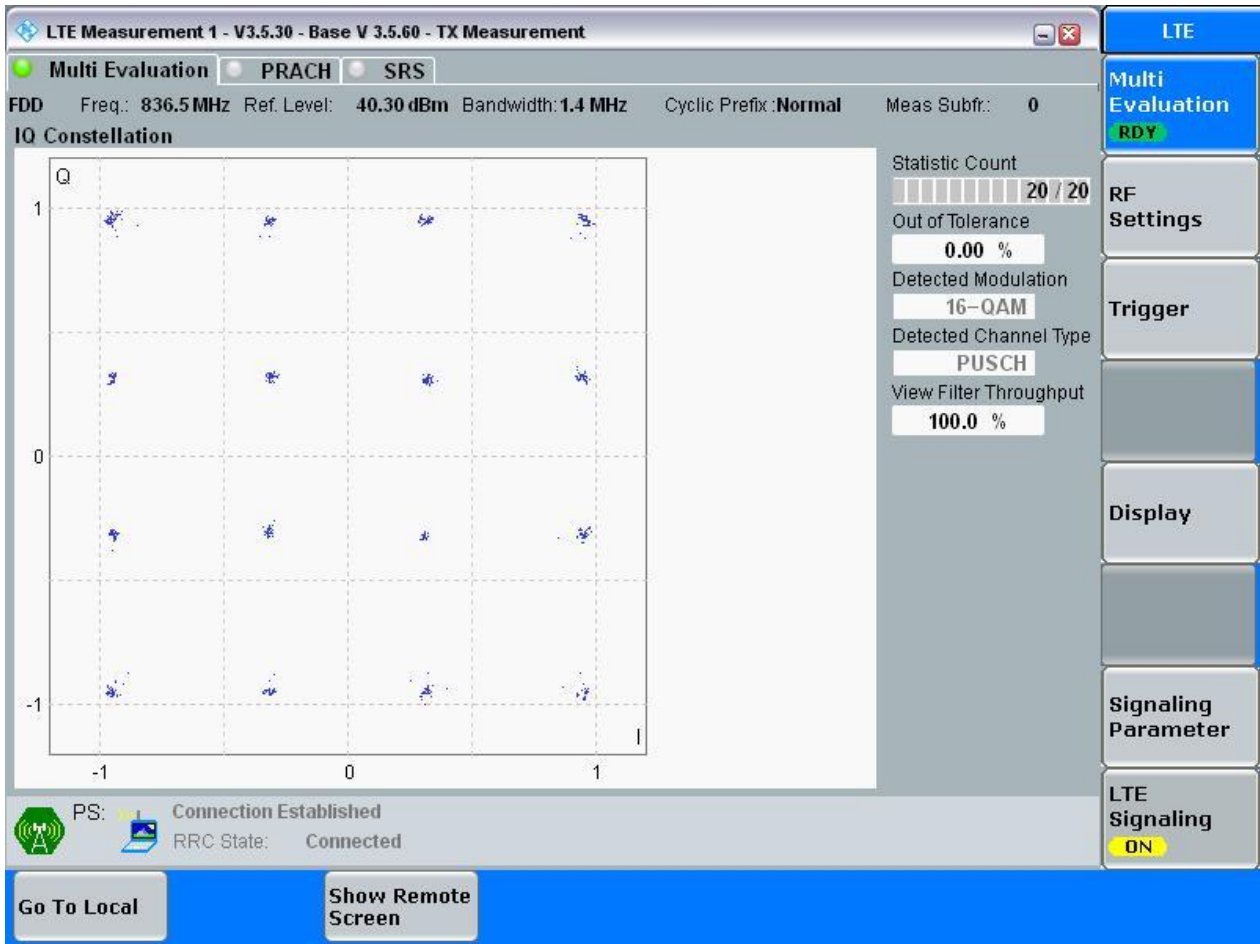 LTE Measurement 1 - V3.5.30 - Base V 3.5.60 - TX Measurement
LTE
Multi Evaluation PRACH SRS
Multi
Evaluation
RDY
FDD Freq.: 836.5 MHz Ref. Level: 40.30 dBm Bandwidth: 1.4 MHz Cyclic Prefix :Normal Meas Subfr.: 0
IQ Constellation
Q
1
0
-1
-1 0 1
I
Statistic Count
20 / 20
Out of Tolerance
0.00 %
Detected Modulation
16-QAM
Detected Channel Type
PUSCH
View Filter Throughput
100.0 %
RF
Settings
Trigger
Display
Signaling
Parameter
LTE
Signaling
ON
PS: Connection Established
RRC State: Connected
Go To Local
Show Remote
Screen